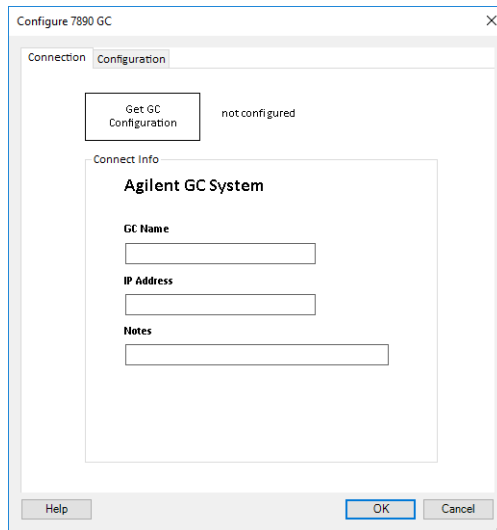 Configure 7890 GC
Connection Configuration
Get GC
Configuration
not configured
Connect Info
Agilent GC System
GC Name
IP Address
Notes
Help OK Cancel